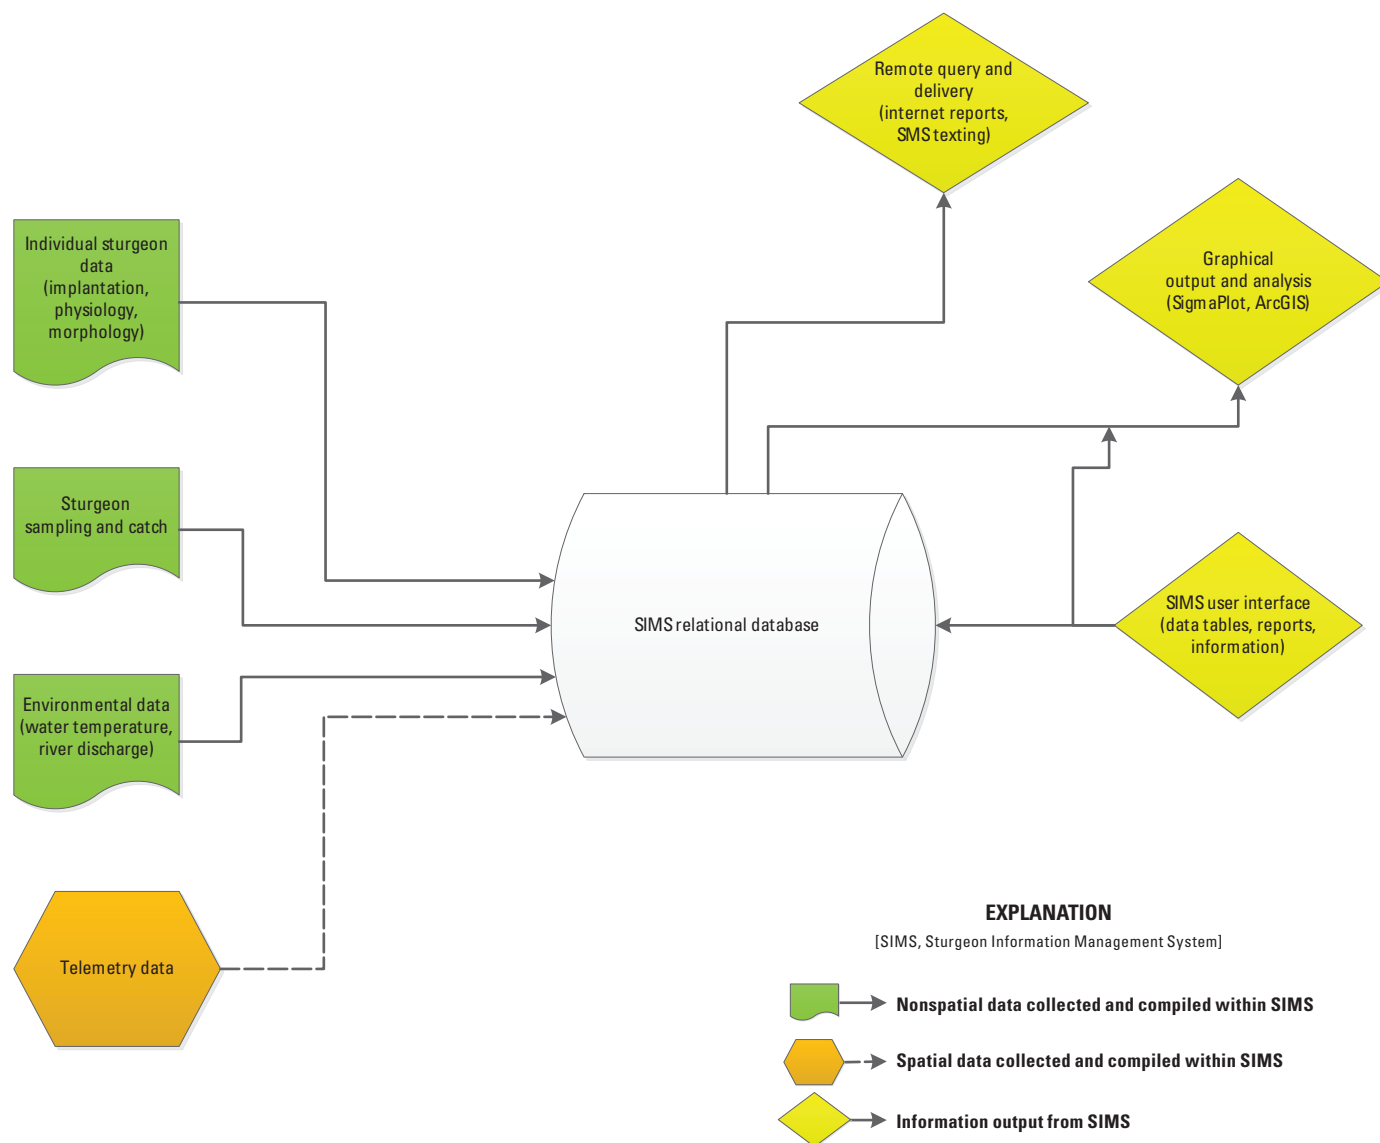 Remote query and
delivery
(internet reports,
SMS texting)
Graphical
output and analysis
(SigmaPlot, ArcGIS)
Individual sturgeon
data
(implantation,
physiology,
morphology)
Sturgeon
sampling and catch
SIMS relational database
SIMS user interface
(data tables, reports,
information)
Environmental data
(water temperature,
river discharge)
Telemetry data
EXPLANATION
[SIMS, Sturgeon Information Management System]
Nonspatial data collected and compiled within SIMS
Spatial data collected and compiled within SIMS
Information output from SIMS